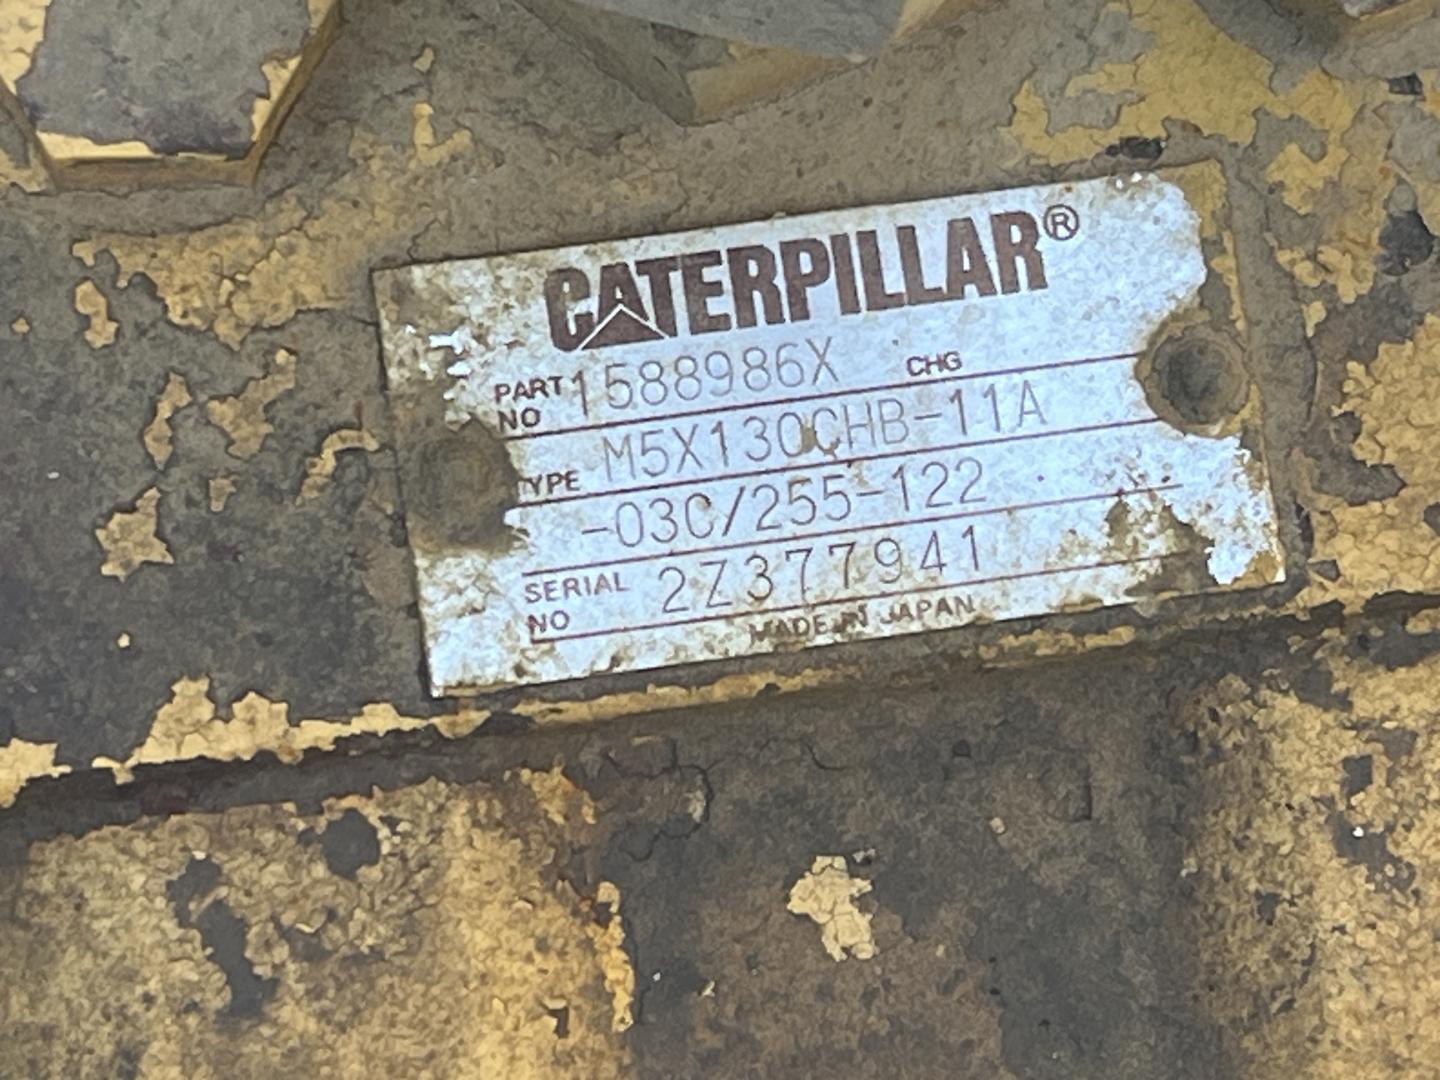 CATERPILLAR®
PART NO 1588986X CHG
TYPE M5X130CHB-11A
-03C/255-122
SERIAL NO 2Z377941
MADE IN JAPAN